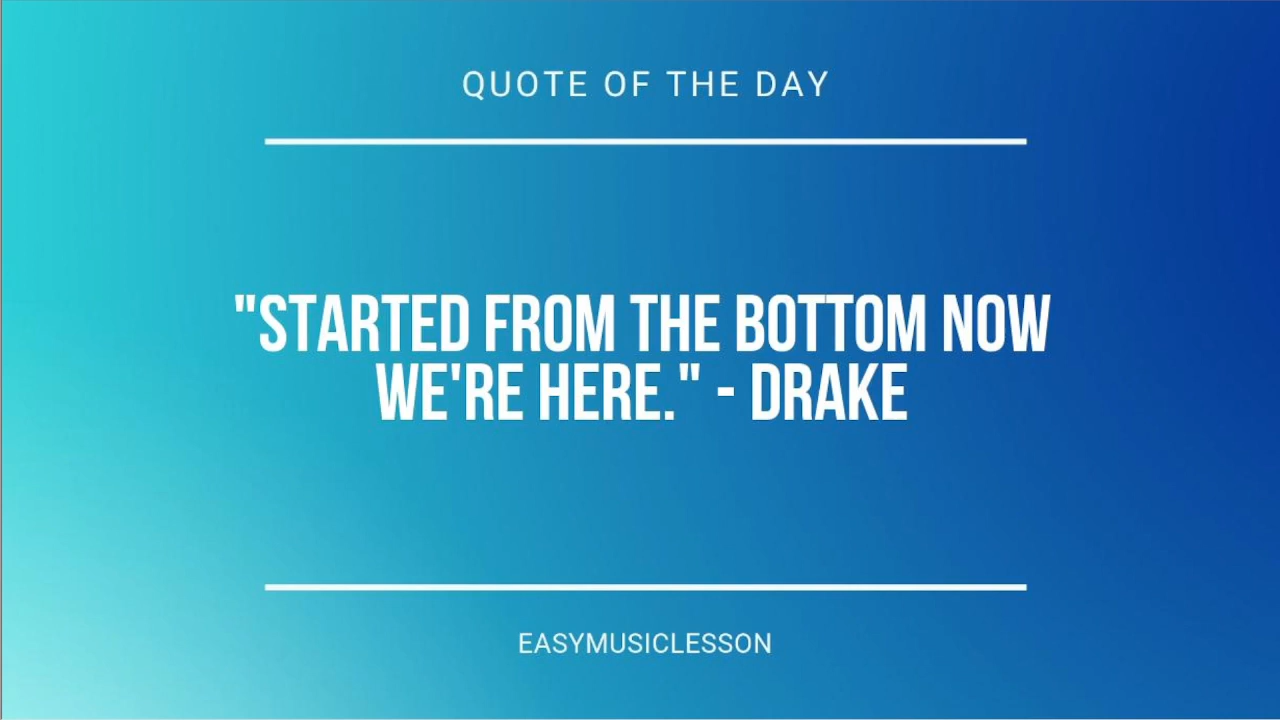 QUOTE OF THE DAY
"STARTED FROM THE BOTTOM NOW
WE'RE HERE." - DRAKE
EASYMUSICLESSON